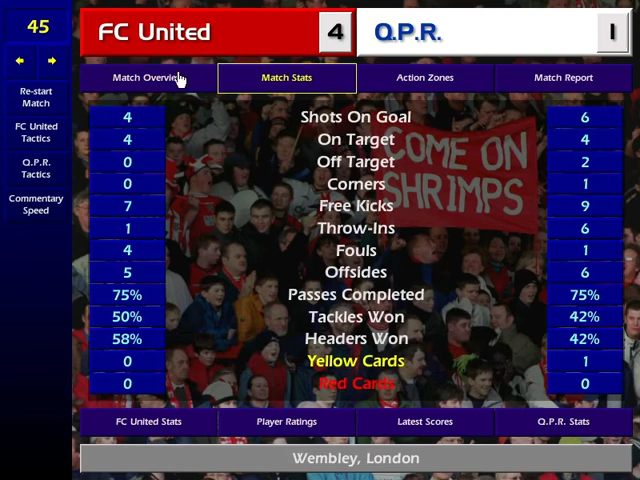 45
FC United 4 Q.P.R. 1
Match Overview Match Stats Action Zones Match Report
Re-start
Match
FC United
Tactics
Q.P.R.
Tactics
Commentary
Speed
4 Shots On Goal 6
4 On Target 4
0 Off Target 2
0 Corners 1
7 Free Kicks 9
1 Throw-Ins 6
4 Fouls 1
5 Offsides 6
75% Passes Completed 75%
50% Tackles Won 42%
58% Headers Won 42%
0 Yellow Cards 1
0 Red Cards 0
COME ON
SHRIMPS
FC United Stats Player Ratings Latest Scores Q.P.R. Stats
Wembley, London